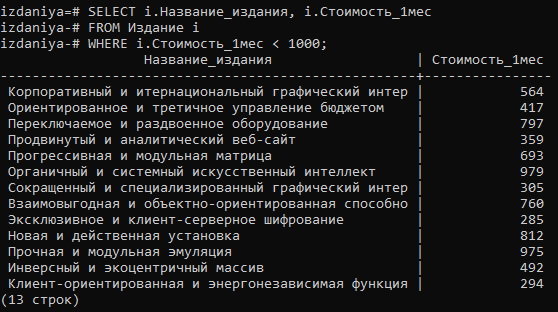 izdaniya=# SELECT i.Название_издания, i.Стоимость_1мес
izdaniya-# FROM Издание i
izdaniya-# WHERE i.Стоимость_1мес < 1000;
Название_издания | Стоимость_1мес
-----------------------------------------------------+----------------
Корпоративный и итернациональный графический интер | 564
Ориентированное и третичное управление бюджетом | 417
Переключаемое и раздвоенное оборудование | 797
Продвинутый и аналитический веб-сайт | 359
Прогрессивная и модульная матрица | 693
Органичный и системный искусственный интеллект | 979
Сокращенный и специализированный графический интер | 305
Взаимовыгодная и объектно-ориентированная способно | 760
Эксклюзивное и клиент-серверное шифрование | 285
Новая и действенная установка | 812
Прочная и модульная эмуляция | 975
Инверсный и экоцентричный массив | 492
Клиент-ориентированная и энергонезависимая функция | 294
(13 строк)